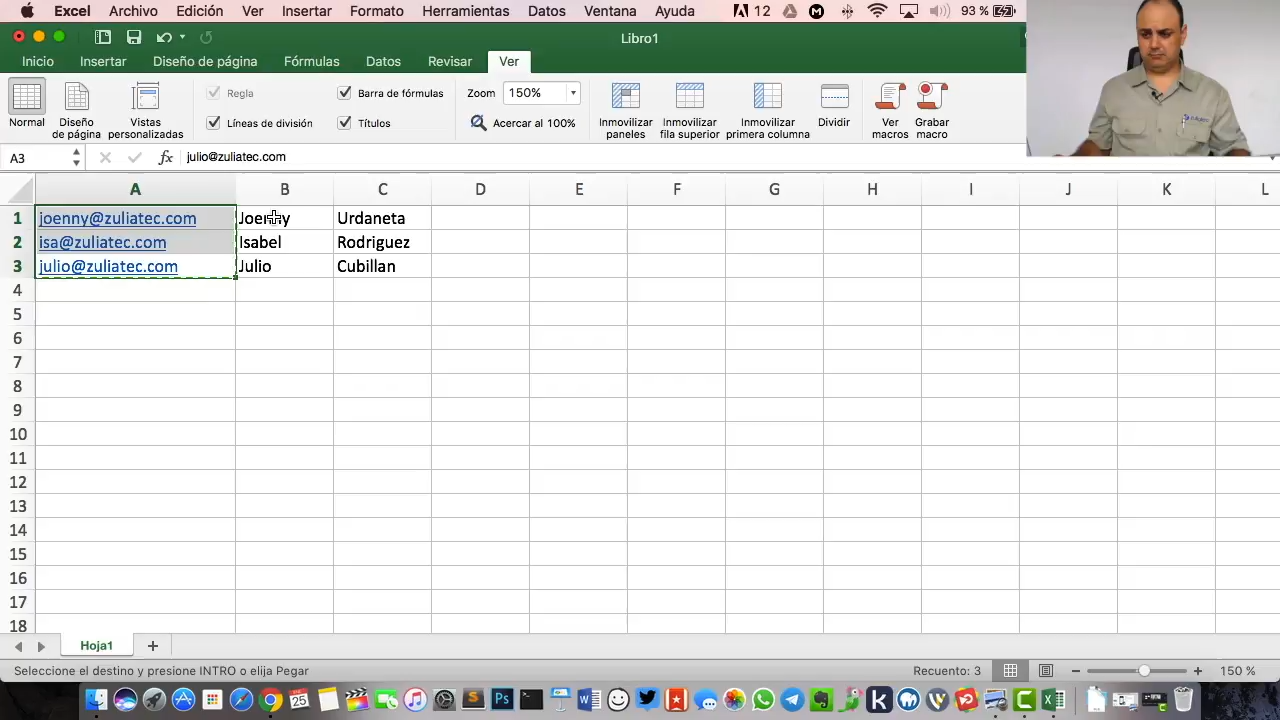 Excel Archivo Edición Ver Insertar Formato Herramientas Datos Ventana Ayuda 12 93 %
Libro1
Inicio Insertar Diseño de página Fórmulas Datos Revisar Ver
Regla Barra de fórmulas Zoom 150%
Líneas de división Títulos Acercar al 100%
Normal Diseño de página Vistas personalizadas Inmovilizar paneles Inmovilizar fila superior Inmovilizar primera columna Dividir Ver macros Grabar macro
A3 fx julio@zuliatec.com
A B C D E F G H I J K L
1 joenny@zuliatec.com Joenny Urdaneta
2 isa@zuliatec.com Isabel Rodriguez
3 julio@zuliatec.com Julio Cubillan
4
5
6
7
8
9
10
11
12
13
14
15
16
17
18
Hoja1
Seleccione el destino y presione INTRO o elija Pegar Recuento: 3 150 %
25